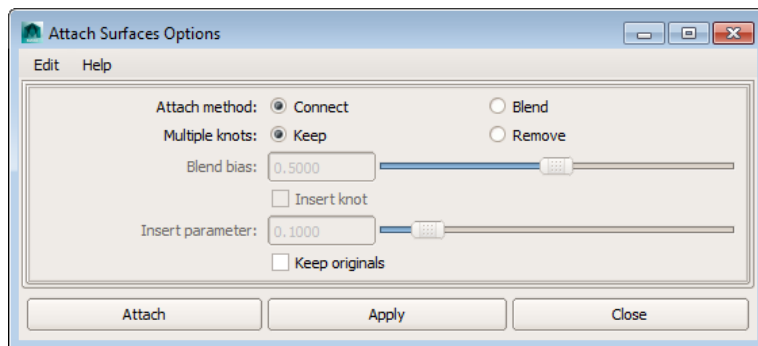 Attach Surfaces Options
Edit Help
Attach method: Connect Blend
Multiple knots: Keep Remove
Blend bias: 0.5000
Insert knot
Insert parameter: 0.1000
Keep originals
Attach Apply Close